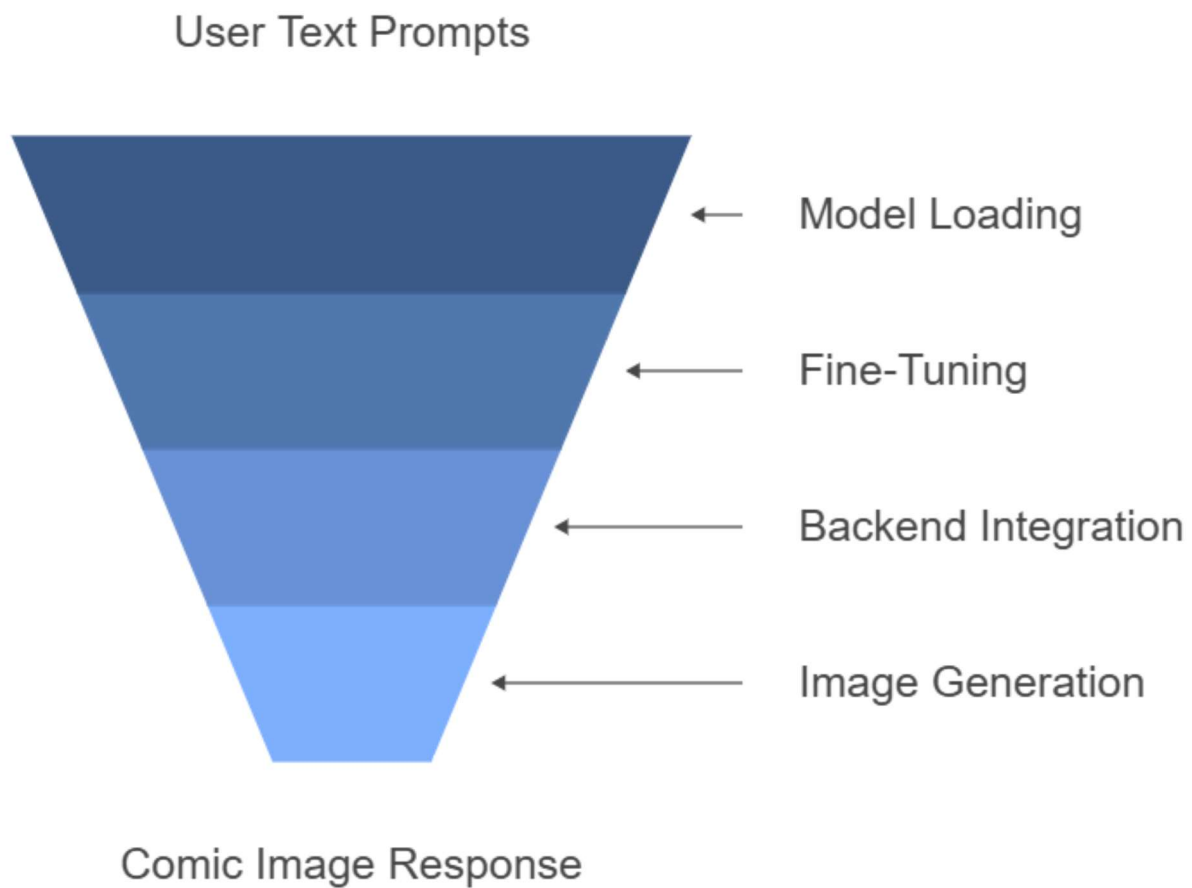 User Text Prompts
Model Loading
Fine-Tuning
Backend Integration
Image Generation
Comic Image Response